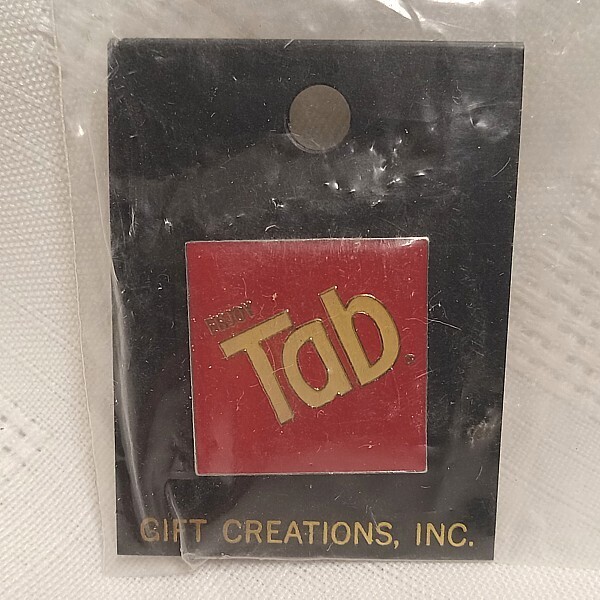 ENJOY
Tab
GIFT CREATIONS, INC.